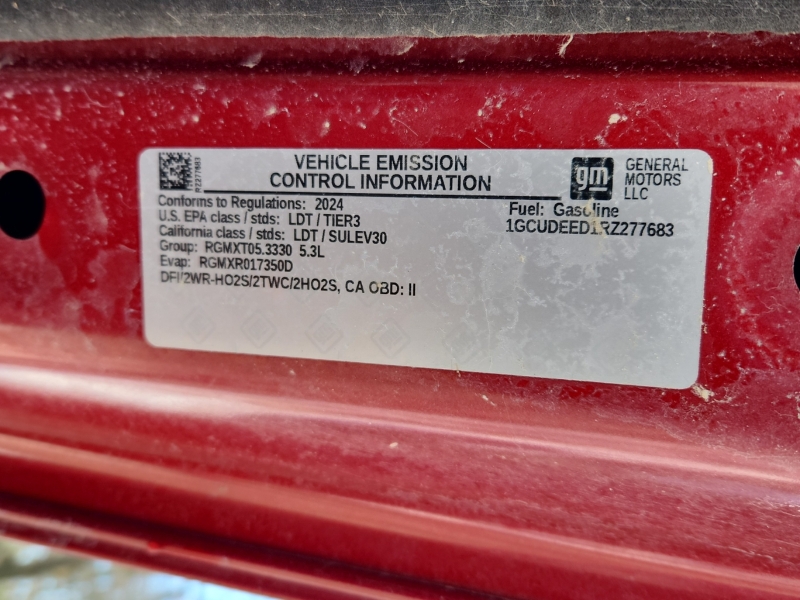 RZ277683
VEHICLE EMISSION
CONTROL INFORMATION
gm
GENERAL
MOTORS
LLC
Conforms to Regulations: 2024
U.S. EPA class / stds: LDT / TIER3
California class / stds: LDT / SULEV30
Group: RGMXT05.3330 5.3L
Evap: RGMXR017350D
DFI/2WR-HO2S/2TWC/2HO2S, CA OBD: II
Fuel: Gasoline
1GCUDEED1RZ277683